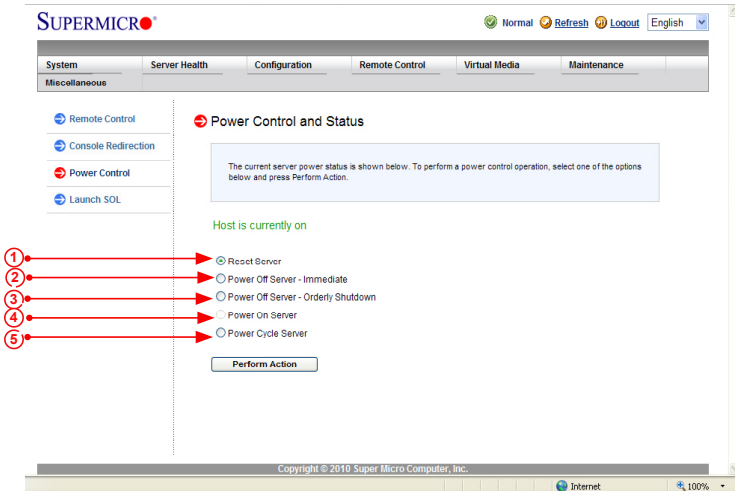 SUPERMICR
Normal Refresh Logout English
System Server Health Configuration Remote Control Virtual Media Maintenance
Miscellaneous
Remote Control
Console Redirection
Power Control
Launch SOL
Power Control and Status
The current server power status is shown below. To perform a power control operation, select one of the options
below and press Perform Action.
Host is currently on
1 Reset Server
2 Power Off Server - Immediate
3 Power Off Server - Orderly Shutdown
4 Power On Server
5 Power Cycle Server
Perform Action
Copyright © 2010 Super Micro Computer, Inc.
Internet 100%